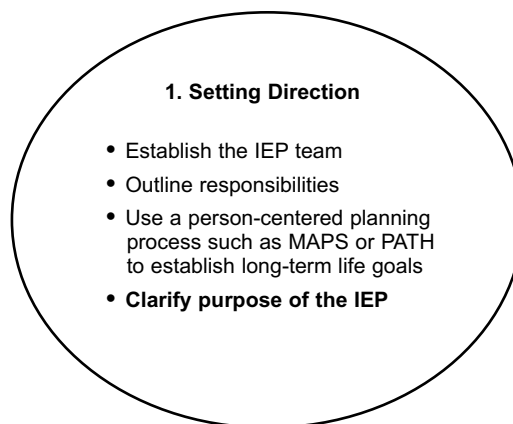 1. Setting Direction
• Establish the IEP team
• Outline responsibilities
• Use a person-centered planning
process such as MAPS or PATH
to establish long-term life goals
• Clarify purpose of the IEP